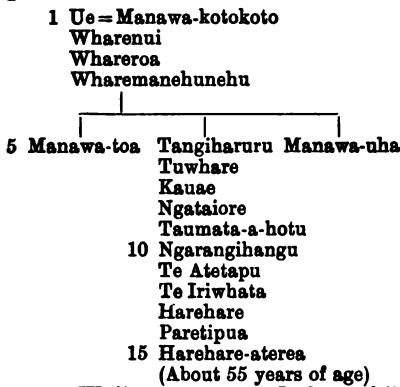 1 Ue=Manawa-kotokoto
Wharenui
Whareroa
Wharemanehunehu
5 Manawa-toa Tangiharuru Manawa-uha
Tuwhare
Kauae
Ngataiore
Taumata-a-hotu
10 Ngarangihangu
Te Atetapu
Te Iriwhata
Harehare
Paretipua
15 Harehare-aterea
(About 55 years of age)